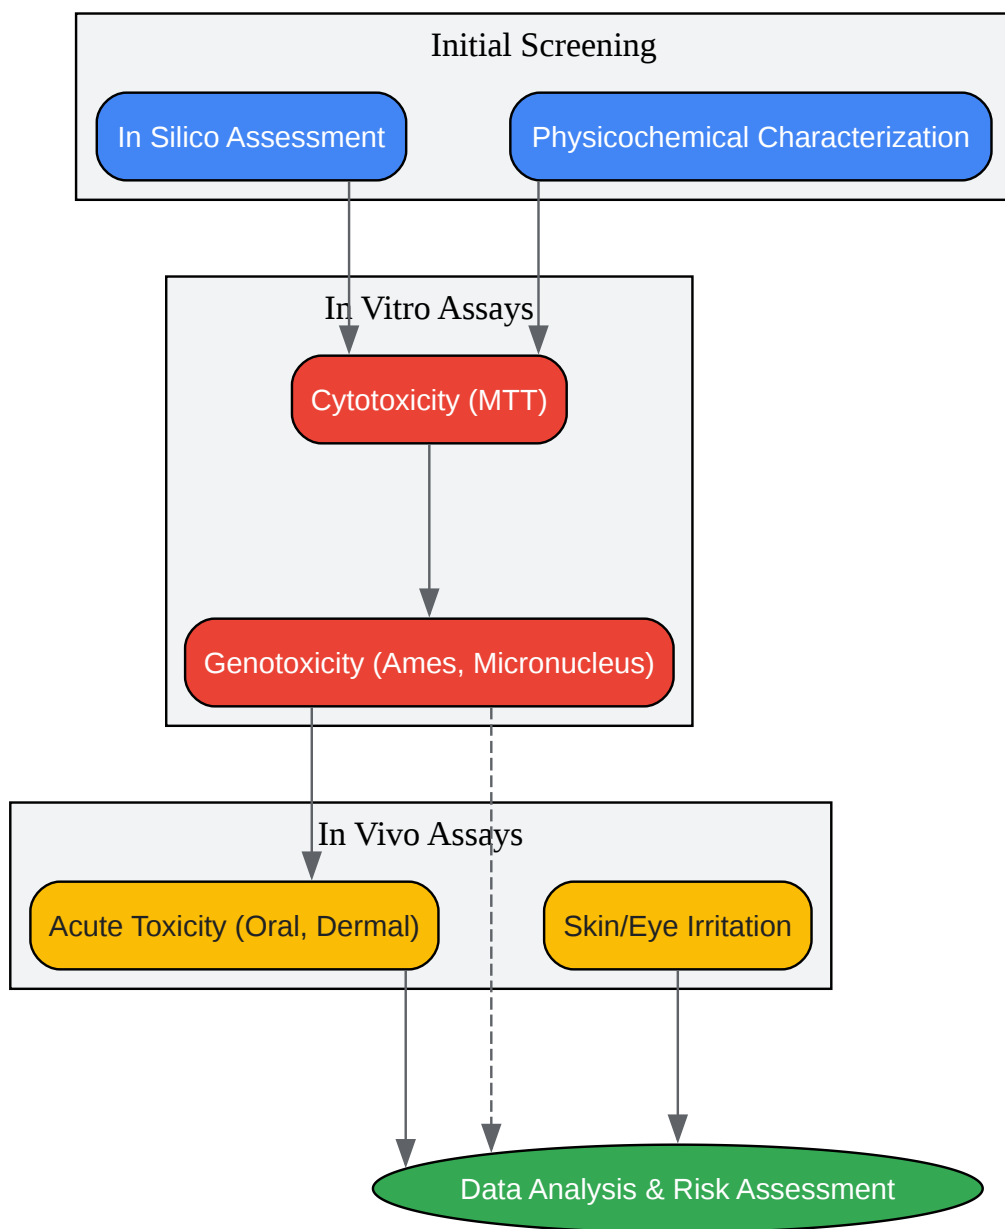 Initial Screening
In Silico Assessment
Physicochemical Characterization
In Vitro Assays
Cytotoxicity (MTT)
Genotoxicity (Ames, Micronucleus)
In Vivo Assays
Acute Toxicity (Oral, Dermal)
Skin/Eye Irritation
Data Analysis & Risk Assessment